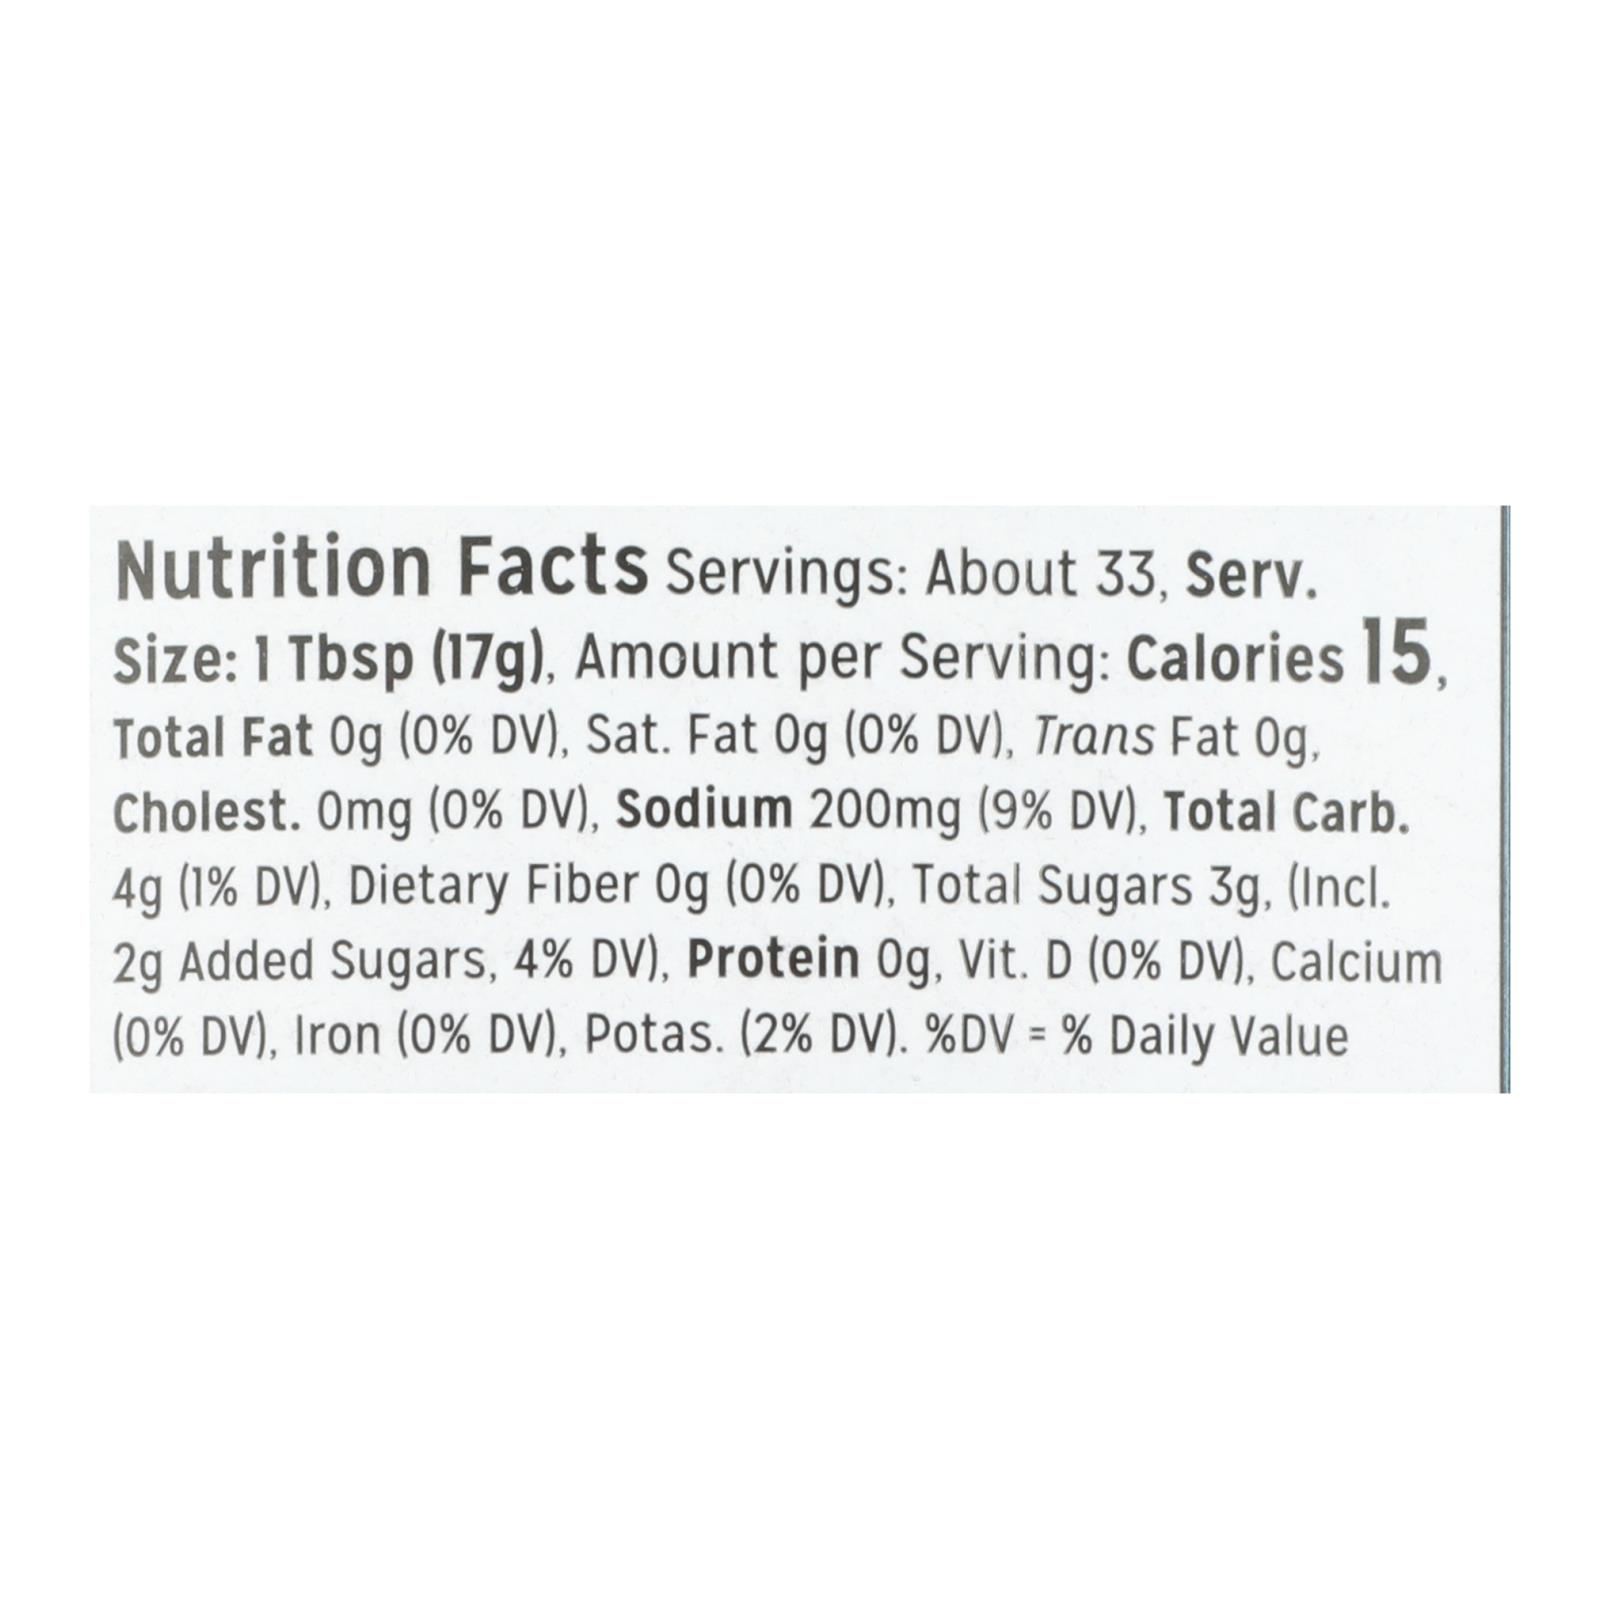 Nutrition Facts Servings: About 33, Serv.
Size: 1 Tbsp (17g), Amount per Serving: Calories 15,
Total Fat 0g (0% DV), Sat. Fat 0g (0% DV), Trans Fat 0g,
Cholest. 0mg (0% DV), Sodium 200mg (9% DV), Total Carb.
4g (1% DV), Dietary Fiber 0g (0% DV), Total Sugars 3g, (Incl.
2g Added Sugars, 4% DV), Protein 0g, Vit. D (0% DV), Calcium
(0% DV), Iron (0% DV), Potas. (2% DV). %DV = % Daily Value